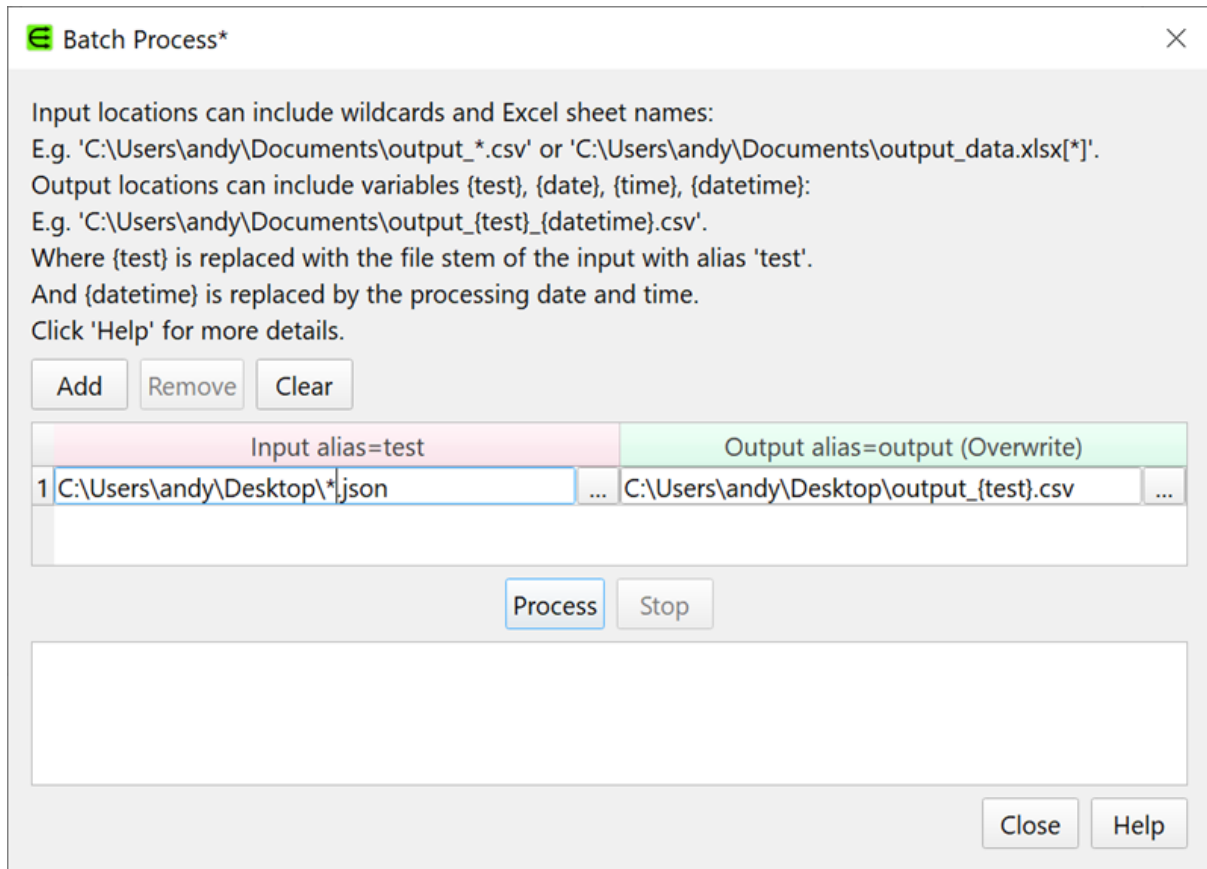 Batch Process*
Input locations can include wildcards and Excel sheet names:
E.g. 'C:\Users\andy\Documents\output_*.csv' or 'C:\Users\andy\Documents\output_data.xlsx[*]'.
Output locations can include variables {test}, {date}, {time}, {datetime}:
E.g. 'C:\Users\andy\Documents\output_{test}_{datetime}.csv'.
Where {test} is replaced with the file stem of the input with alias 'test'.
And {datetime} is replaced by the processing date and time.
Click 'Help' for more details.
Add Remove Clear
Input alias=test Output alias=output (Overwrite)
1 C:\Users\andy\Desktop\*.json ... C:\Users\andy\Desktop\output_{test}.csv ...
Process Stop
Close Help